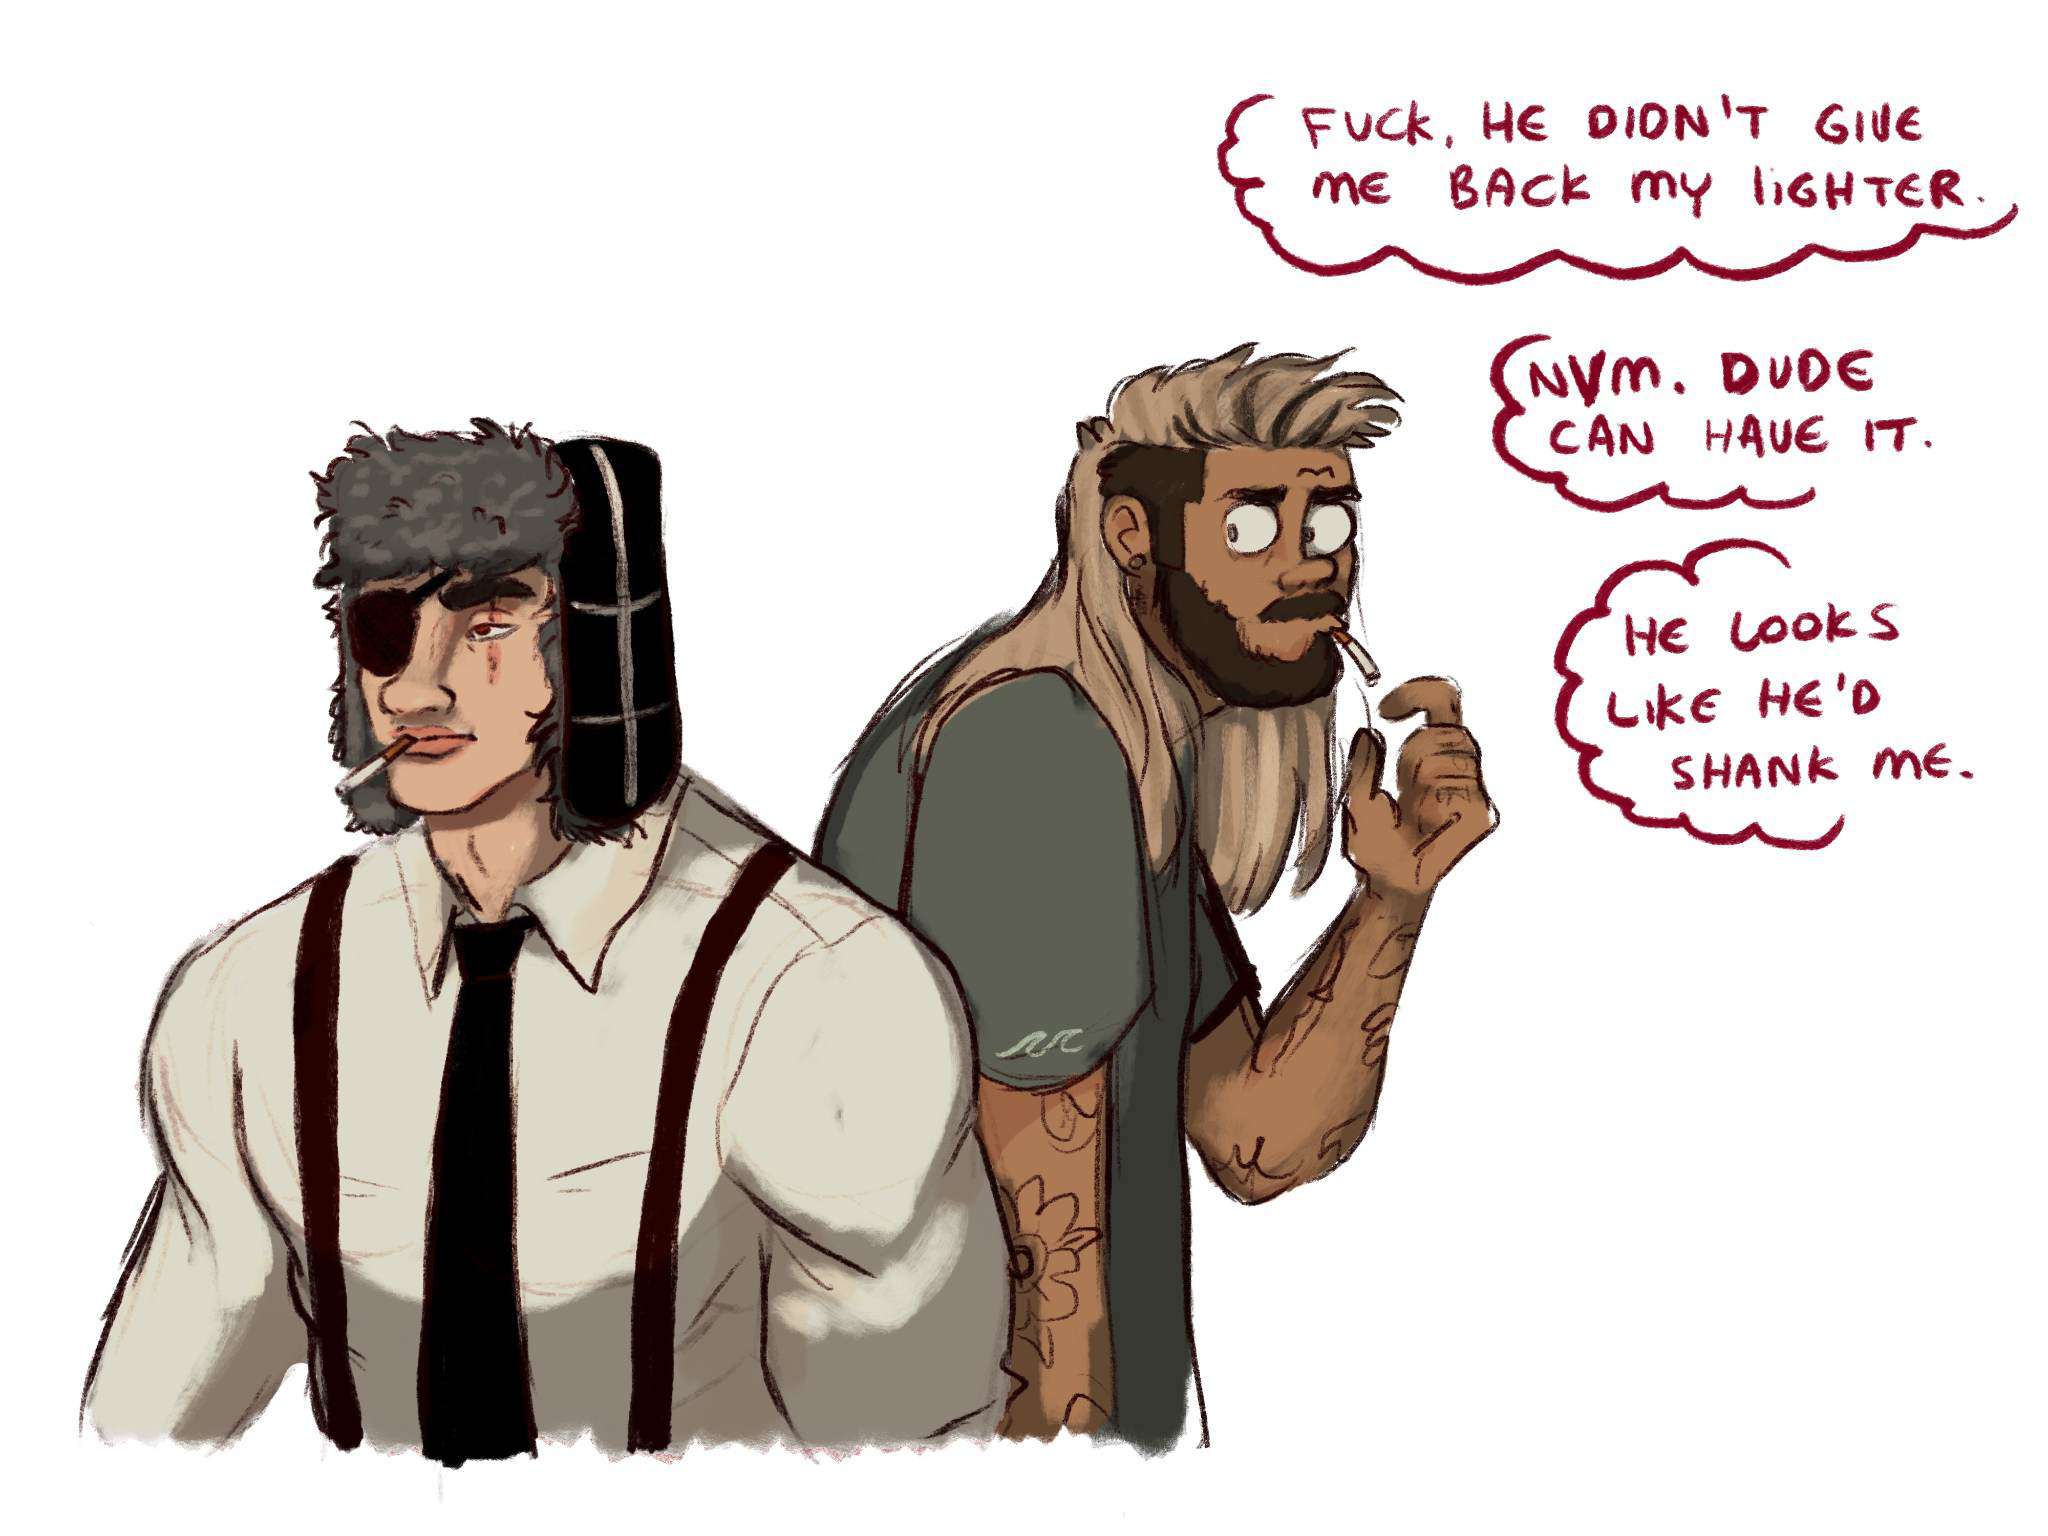 FUCK, HE DIDN'T GIVE
ME BACK MY LIGHTER.
NVM. DUDE
CAN HAVE IT.
HE LOOKS
LIKE HE'D
SHANK ME.